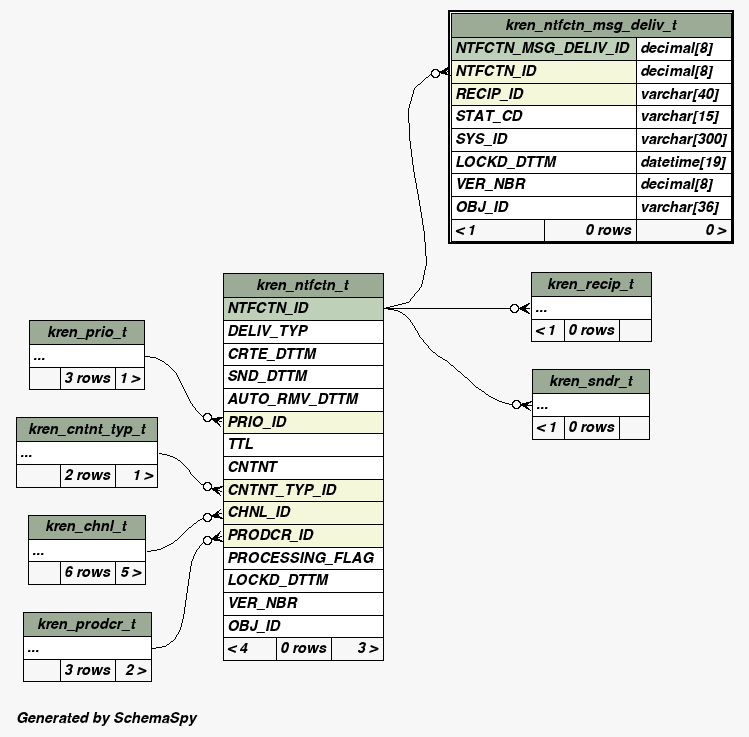 kren_ntfctn_msg_deliv_t
NTFCTN_MSG_DELIV_ID decimal[8]
NTFCTN_ID decimal[8]
RECIP_ID varchar[40]
STAT_CD varchar[15]
SYS_ID varchar[300]
LOCKD_DTTM datetime[19]
VER_NBR decimal[8]
OBJ_ID varchar[36]
< 1 0 rows 0 >
kren_ntfctn_t
NTFCTN_ID
DELIV_TYP
CRTE_DTTM
SND_DTTM
AUTO_RMV_DTTM
PRIO_ID
TTL
CNTNT
CNTNT_TYP_ID
CHNL_ID
PRODCR_ID
PROCESSING_FLAG
LOCKD_DTTM
VER_NBR
OBJ_ID
< 4 0 rows 3 >
kren_recip_t
...
< 1 0 rows
kren_sndr_t
...
< 1 0 rows
kren_prio_t
...
3 rows 1 >
kren_cntnt_typ_t
...
2 rows 1 >
kren_chnl_t
...
6 rows 5 >
kren_prodcr_t
...
3 rows 2 >
Generated by SchemaSpy